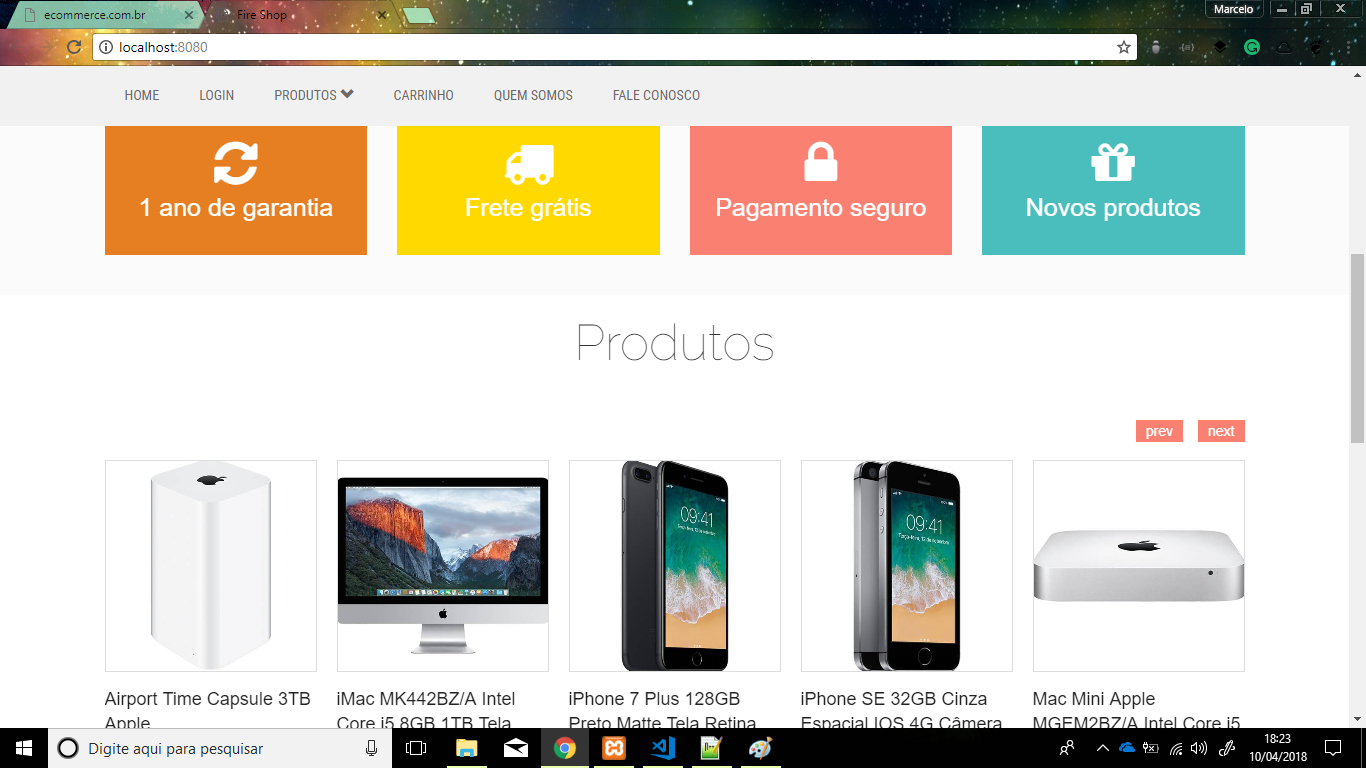 ecommerce.com.br
Fire Shop
Marcelo
localhost:8080
HOME LOGIN PRODUTOS CARRINHO QUEM SOMOS FALE CONOSCO
1 ano de garantia
Frete grátis
Pagamento seguro
Novos produtos
Produtos
prev next
09:41
09:41
Airport Time Capsule 3TB
Apple
iMac MK442BZ/A Intel
Core i5 8GB 1TB Tela
iPhone 7 Plus 128GB
Preto Matte Tela Retina
iPhone SE 32GB Cinza
Espacial IOS 4G Câmera
Mac Mini Apple
MGEM2BZ/A Intel Core i5
Digite aqui para pesquisar
18:23
10/04/2018